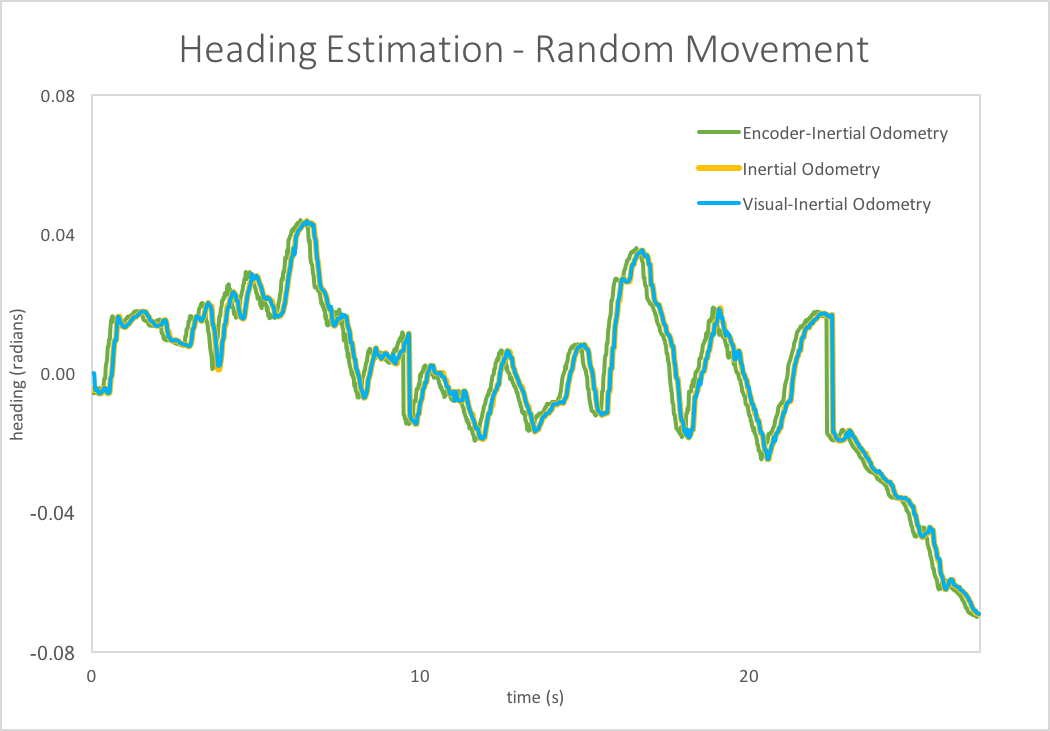 Heading Estimation - Random Movement
0.08
0.04
0.00
-0.04
-0.08
heading (radians)
Encoder-Inertial Odometry
Inertial Odometry
Visual-Inertial Odometry
0
10
20
time (s)